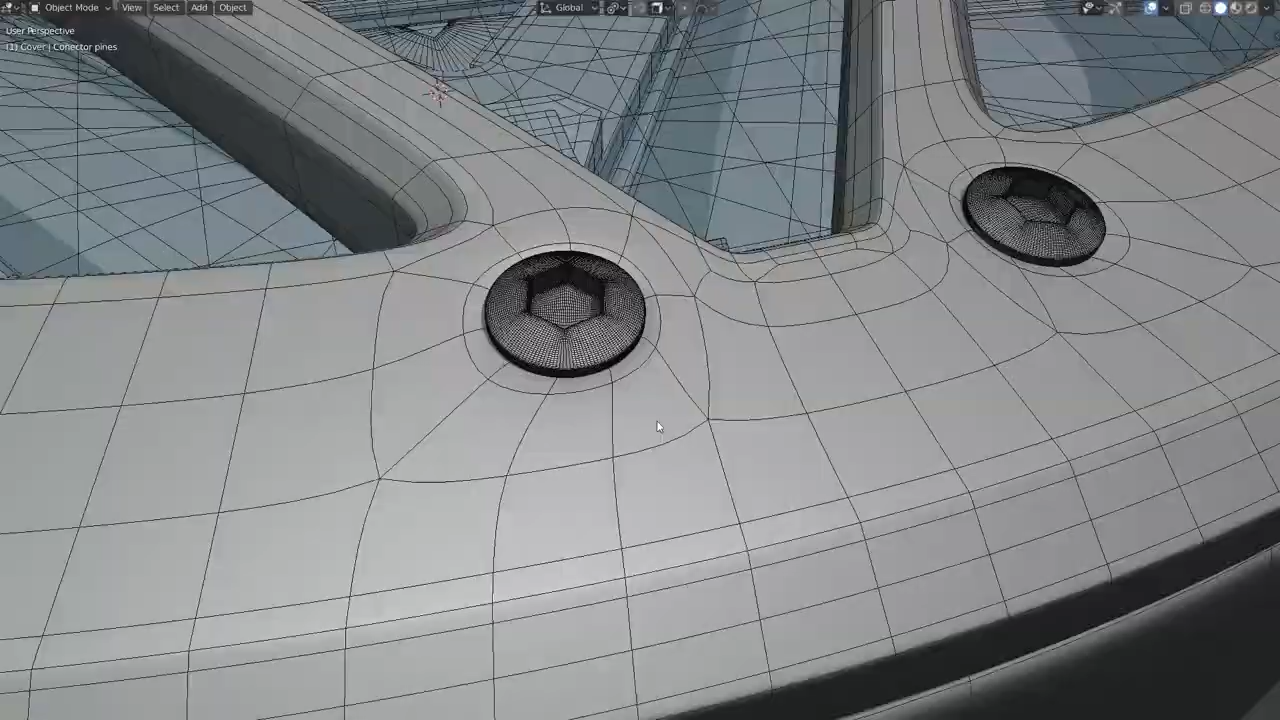 Object Mode View Select Add Object Global
User Perspective
(1) Cover | Conector pines